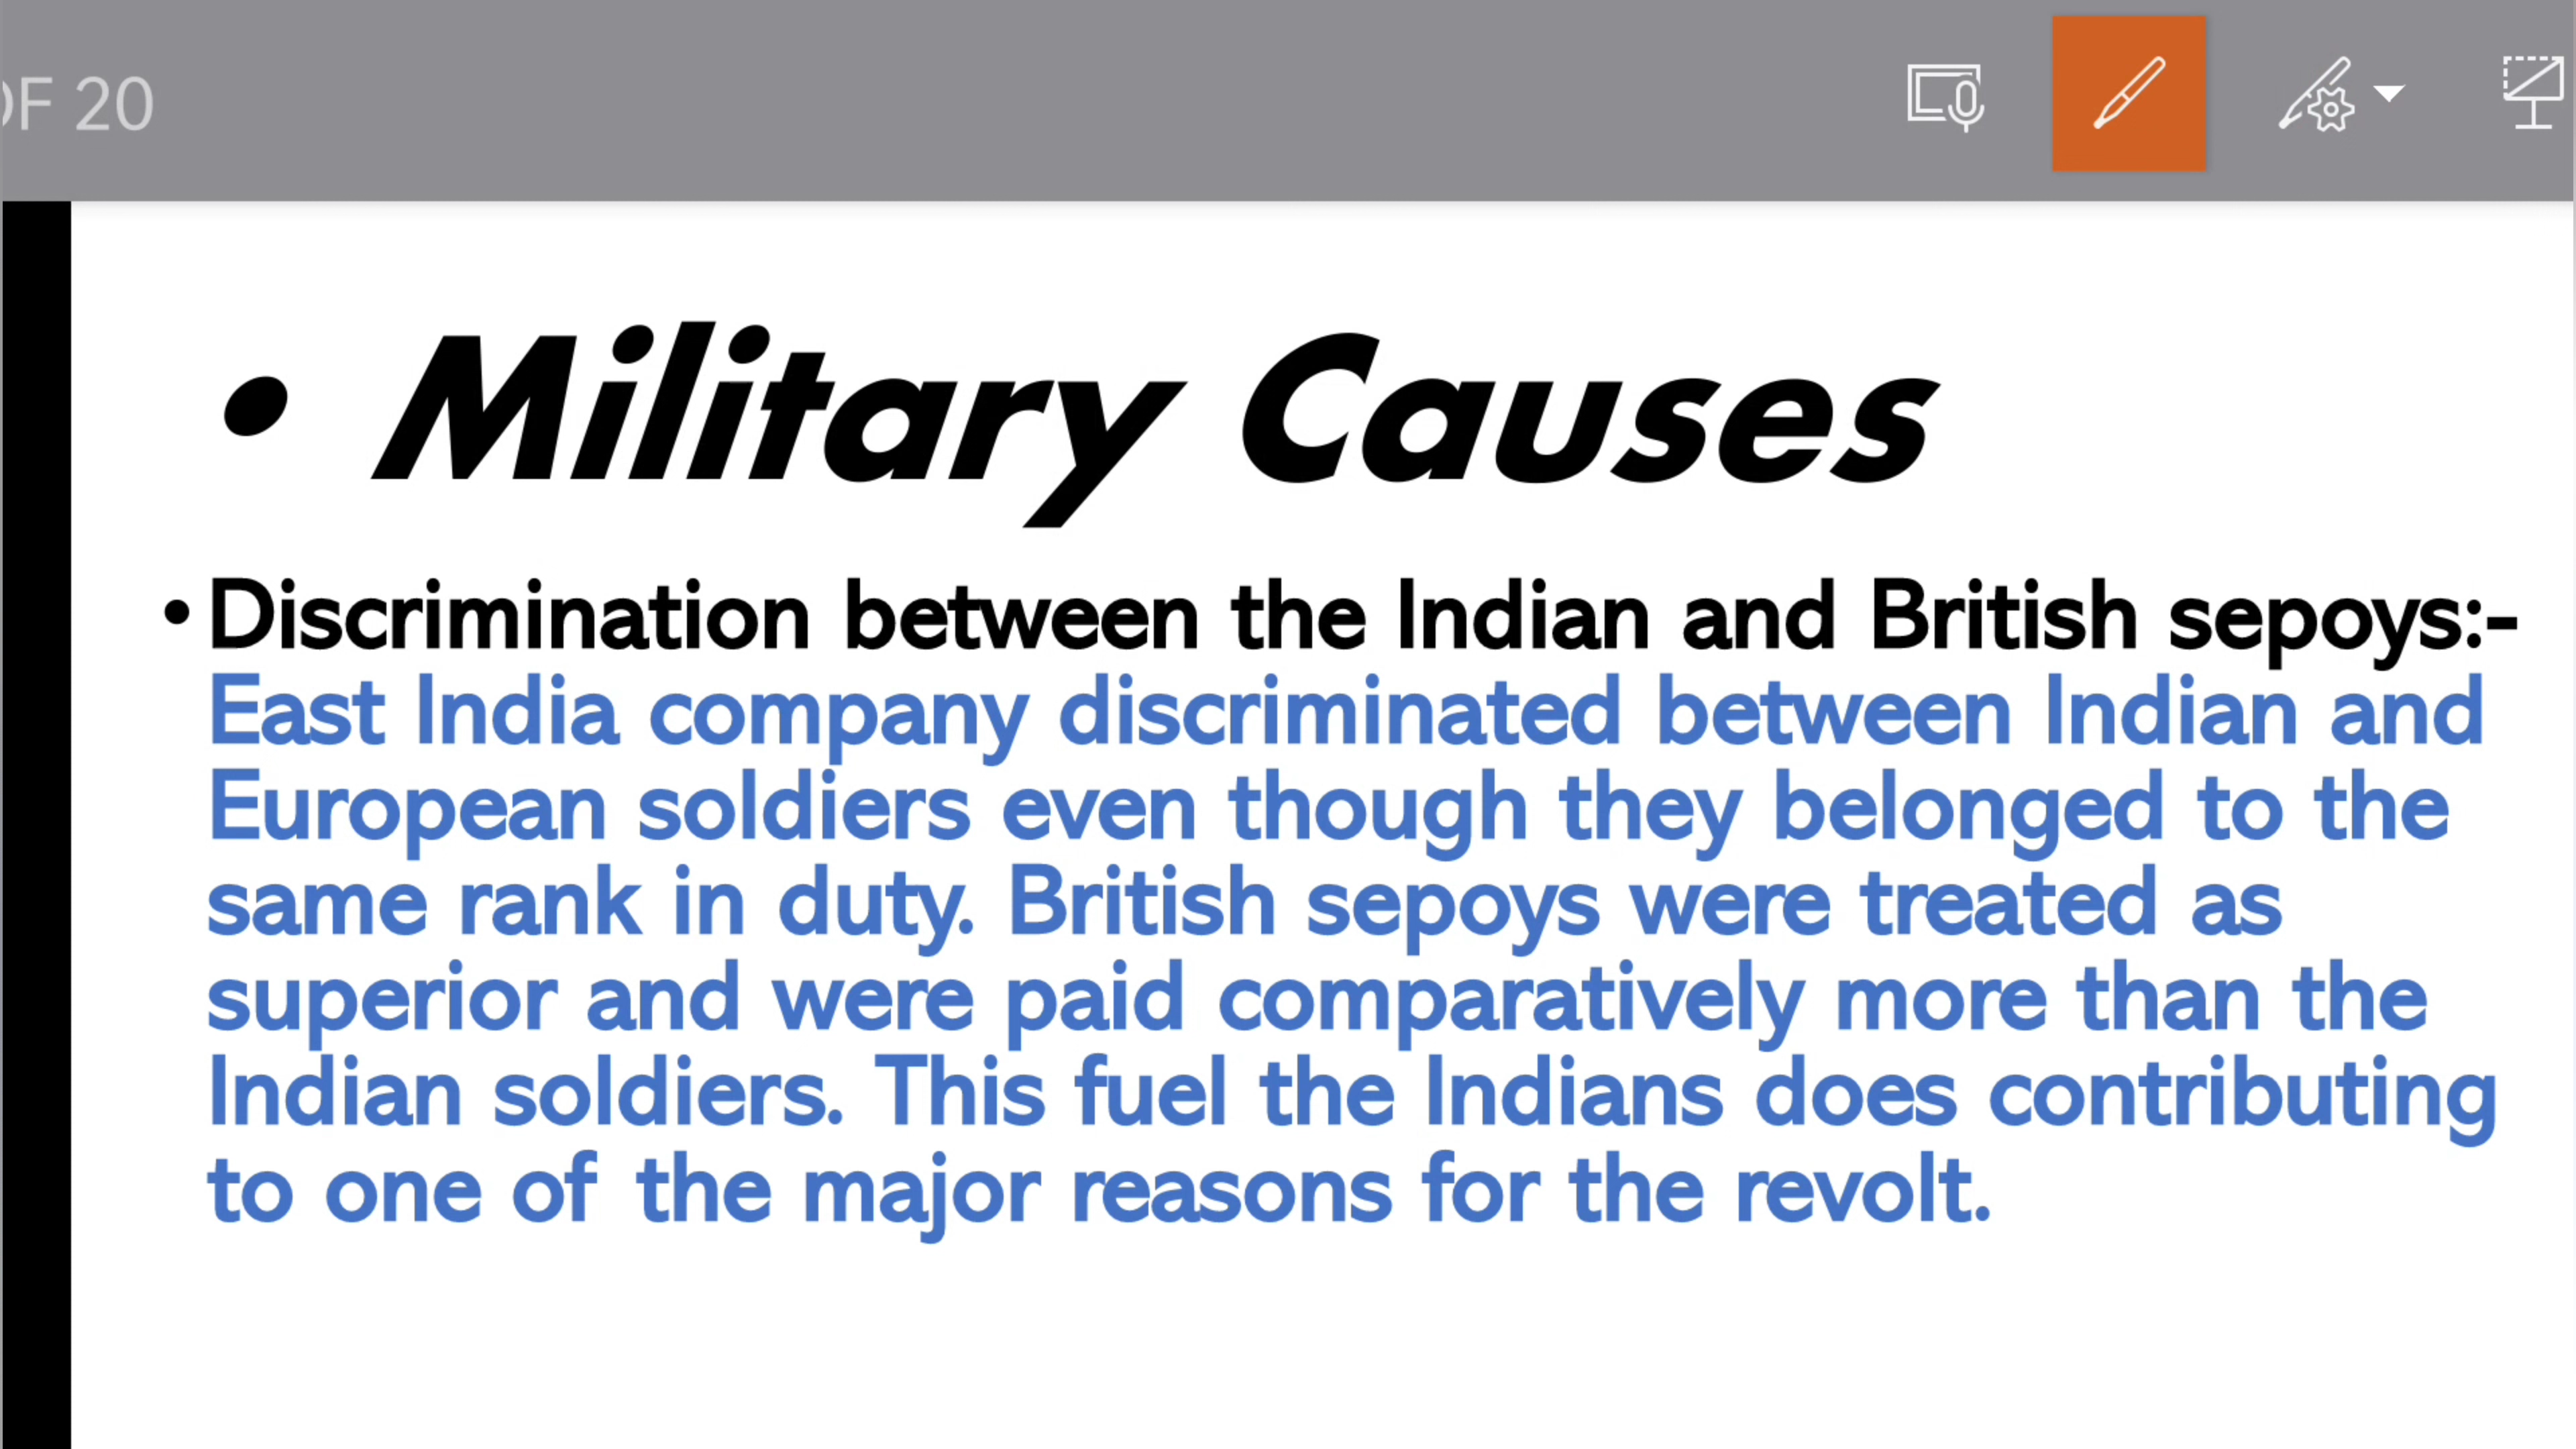 OF 20
• Military Causes
• Discrimination between the Indian and British sepoys:-
East India company discriminated between Indian and
European soldiers even though they belonged to the
same rank in duty. British sepoys were treated as
superior and were paid comparatively more than the
Indian soldiers. This fuel the Indians does contributing
to one of the major reasons for the revolt.